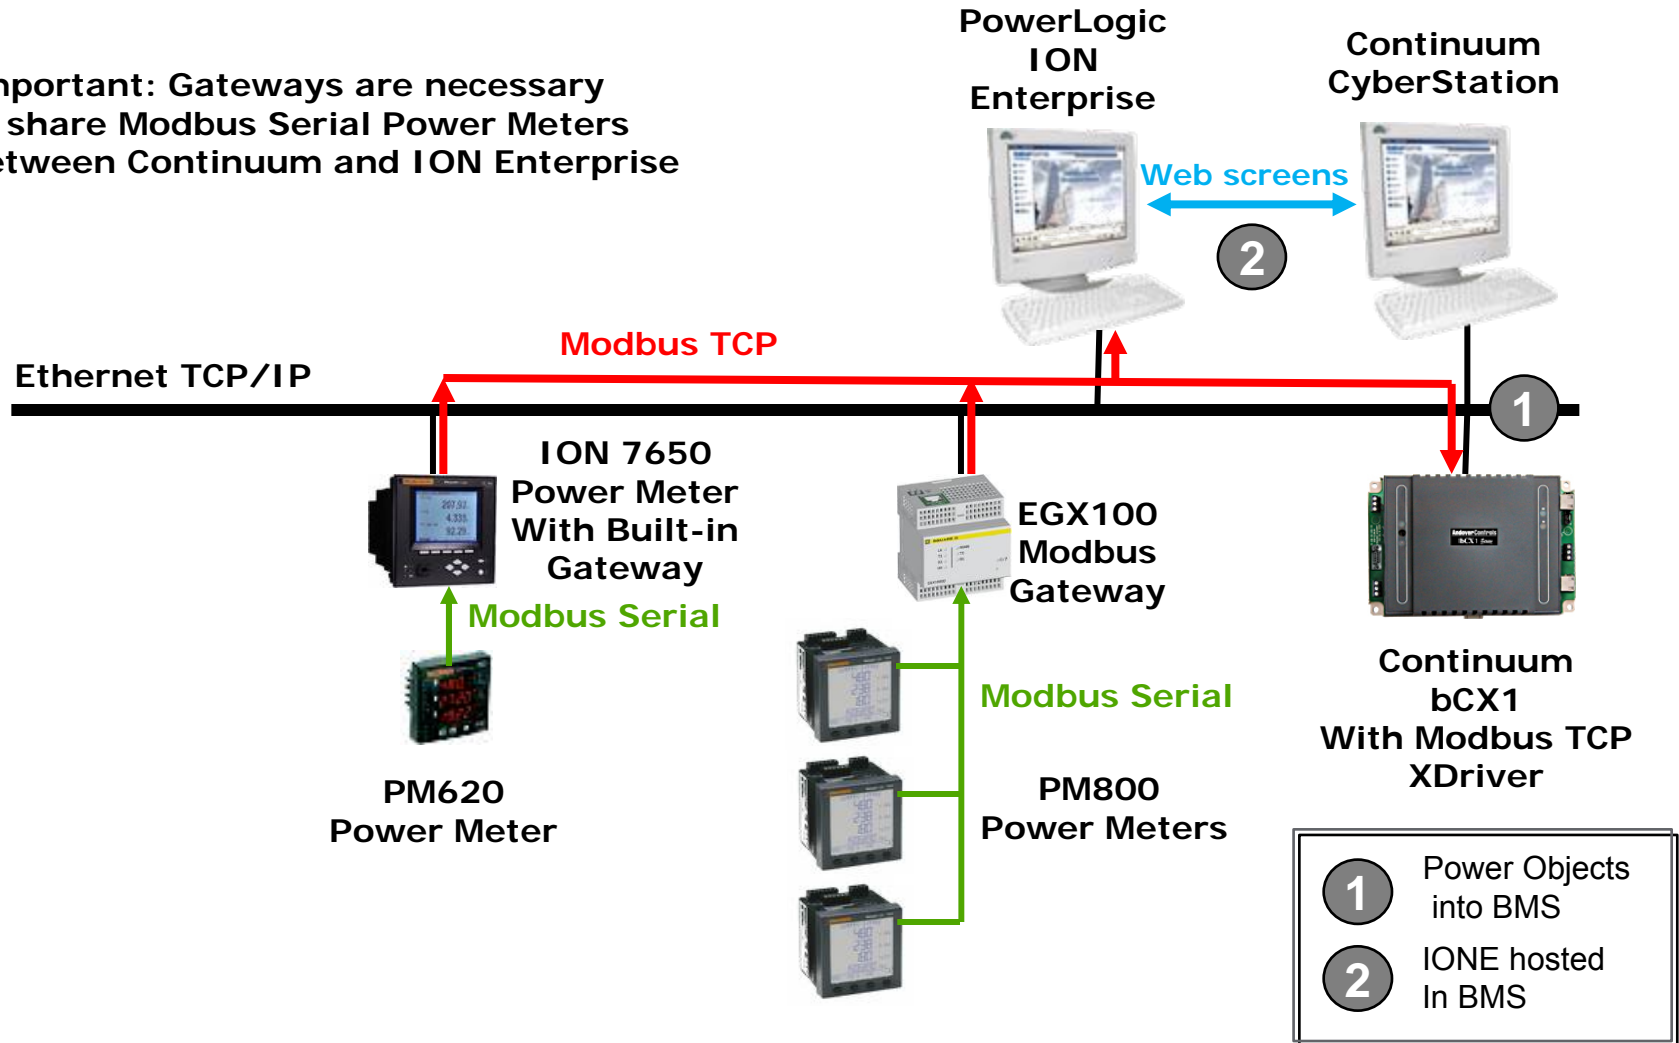 PowerLogic
ION
Enterprise
Continuum
CyberStation
mportant: Gateways are necessary
share Modbus Serial Power Meters
etween Continuum and ION Enterprise
Web screens
2
Modbus TCP
Ethernet TCP/IP
1
ION 7650
Power Meter
With Built-in
Gateway
EGX100
Modbus
Gateway
Modbus Serial
Modbus Serial
PM620
Power Meter
PM800
Power Meters
Continuum
bCX1
With Modbus TCP
XDriver
1
Power Objects
into BMS
2
IONE hosted
In BMS